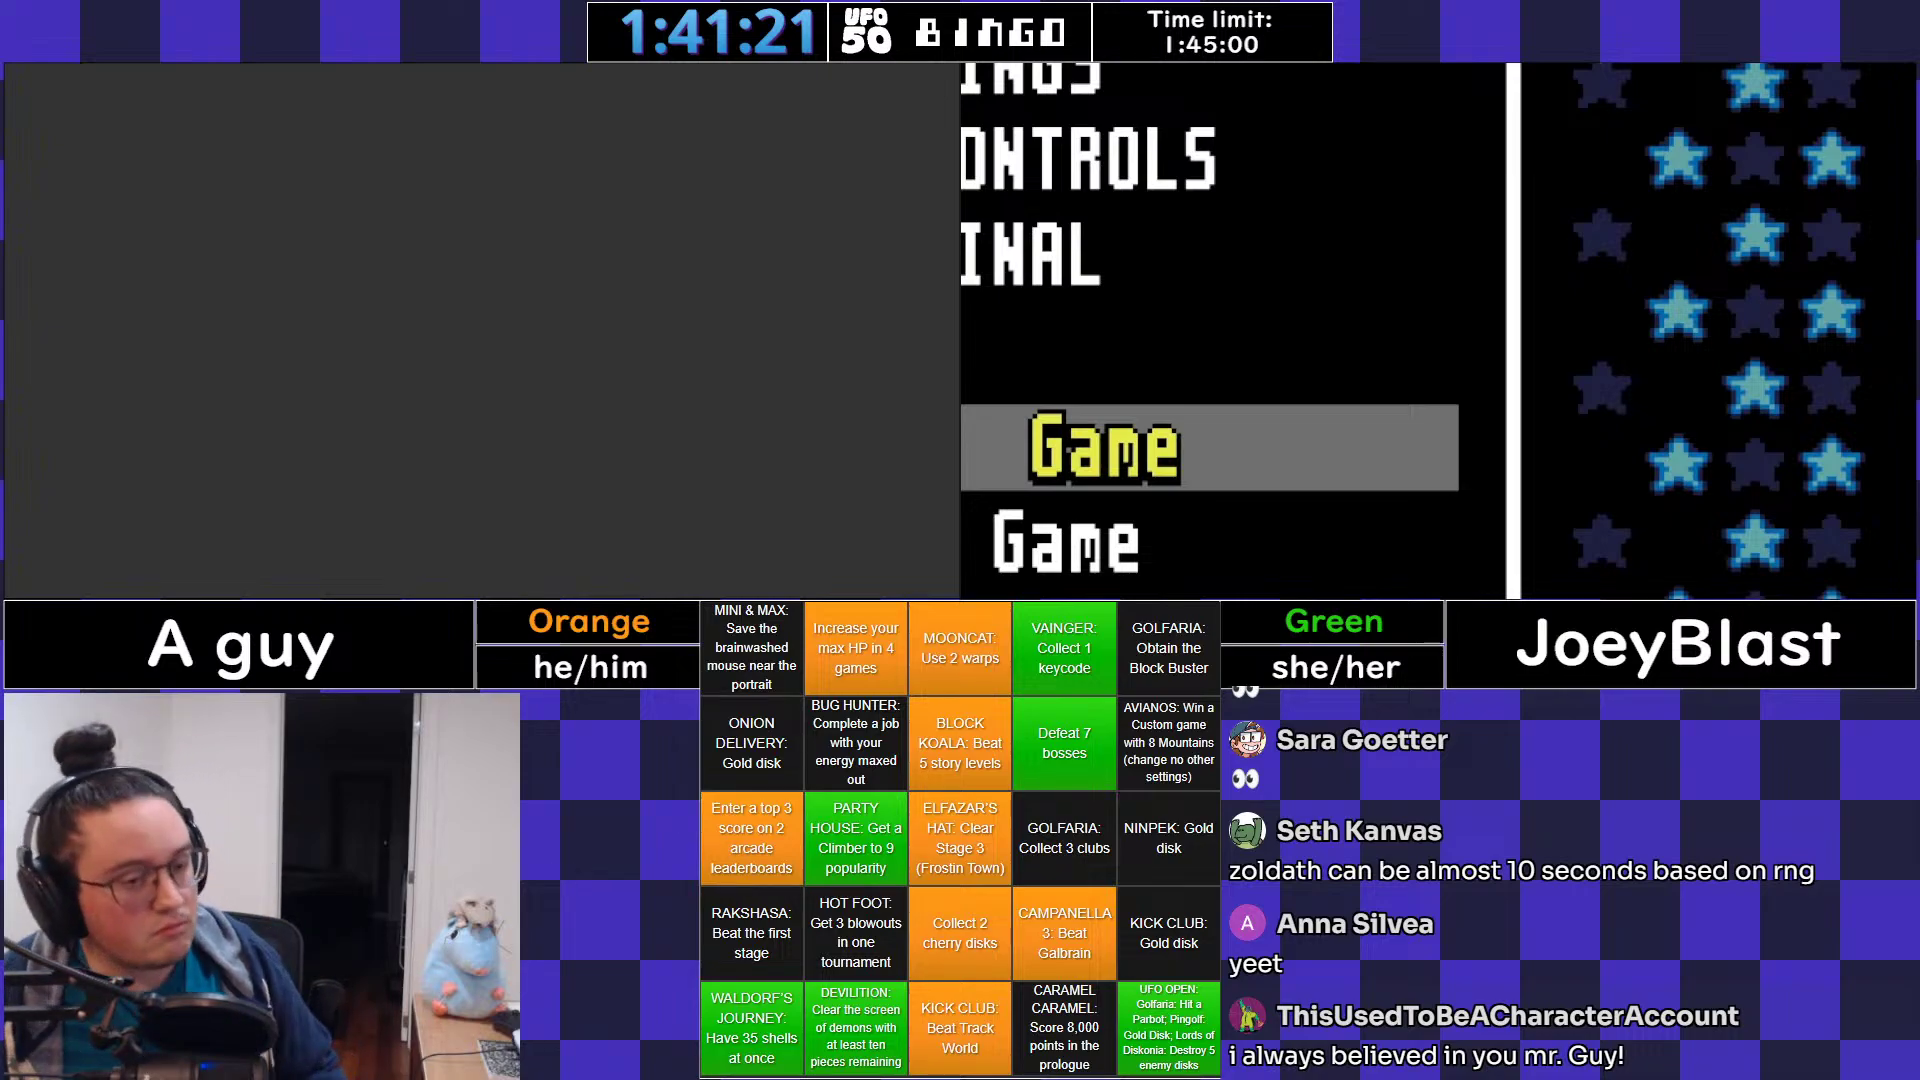 1:41:21
UFO
50
BINGO
Time limit:
1:45:00
INGS
ONTROLS
INAL
Game
Game
A guy
Orange
he/him
MINI & MAX:
Save the
brainwashed
mouse near the
portrait
Increase your
max HP in 4
games
MOONCAT:
Use 2 warps
VAINGER:
Collect 1
keycode
GOLFARIA:
Obtain the
Block Buster
ONION
DELIVERY:
Gold disk
BUG HUNTER:
Complete a job
with your
energy maxed
out
BLOCK
KOALA: Beat
5 story levels
Defeat 7
bosses
AVIANOS: Win a
Custom game
with 8 Mountains
(change no other
settings)
Enter a top 3
score on 2
arcade
leaderboards
PARTY
HOUSE: Get a
Climber to 9
popularity
ELFAZAR'S
HAT: Clear
Stage 3
(Frostin Town)
GOLFARIA:
Collect 3 clubs
NINPEK: Gold
disk
RAKSHASA:
Beat the first
stage
HOT FOOT:
Get 3 blowouts
in one
tournament
Collect 2
cherry disks
CAMPANELLA
3: Beat
Galbrain
KICK CLUB:
Gold disk
WALDORF'S
JOURNEY:
Have 35 shells
at once
DEVILITION:
Clear the screen
of demons with
at least ten
pieces remaining
KICK CLUB:
Beat Track
World
CARAMEL
CARAMEL:
Score 8,000
points in the
prologue
UFO OPEN:
Golfaria: Hit a
Parbot; Pingolf:
Gold Disk; Lords of
Diskonia: Destroy 5
enemy disks
Green
she/her
JoeyBlast
Sara Goetter
👀
Seth Kanvas
zoldath can be almost 10 seconds based on rng
A
Anna Silvea
yeet
ThisUsedToBeACharacterAccount
i always believed in you mr. Guy!